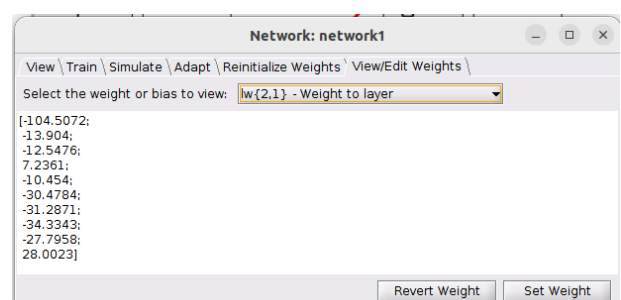 Network: network1
View \ Train \ Simulate \ Adapt \ Reinitialize Weights \ View/Edit Weights \
Select the weight or bias to view: lw{2,1} - Weight to layer
[-104.5072;
-13.904;
-12.5476;
7.2361;
-10.454;
-30.4784;
-31.2871;
-34.3343;
-27.7958;
28.0023]
Revert Weight Set Weight